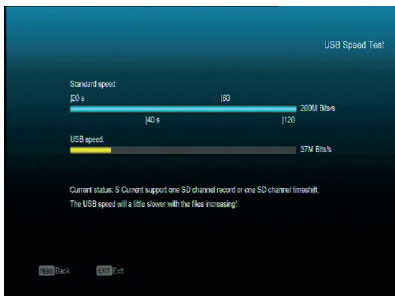 USB Speed Test
Standard speed:
|20 s |60
200M Bits/s
|40 s |120
USB speed:
37M Bits/s
Current status: S Current support one SD channel record or one SD channel timeshift.
The USB speed will a little slower with the files increasing!
MENU Back EXIT Exit